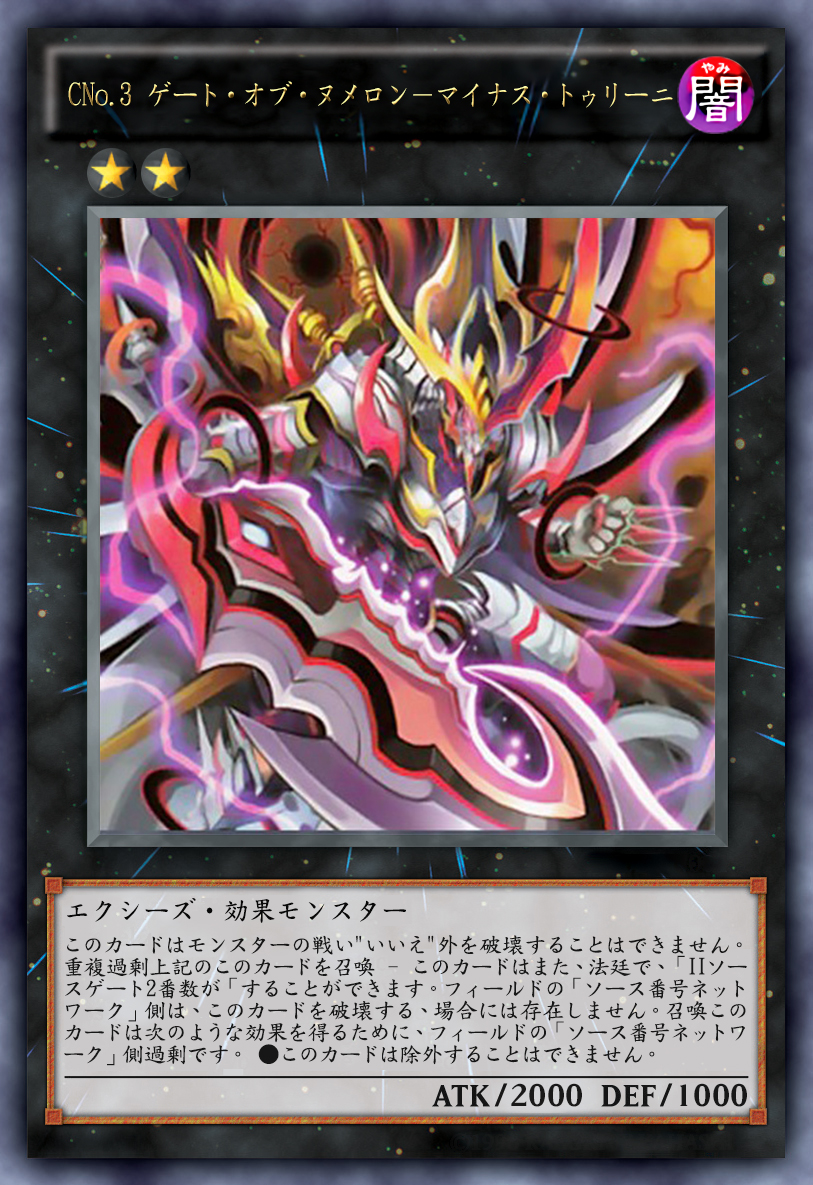 CNo.3 ゲート・オブ・ヌメロン－マイナス・トゥリーニ
やみ
闇
エクシーズ・効果モンスター
このカードはモンスターの戦い"いいえ"外を破壊することはできません。
重複過剰上記のこのカードを召喚 – このカードはまた、法廷で、「IIソー
スゲート2番数が「することができます。フィールドの「ソース番号ネット
ワーク」側は、このカードを破壊する、場合には存在しません。召喚この
カードは次のような効果を得るために、フィールドの「ソース番号ネットワ
ーク」側過剰です。 ●このカードは除外することはできません。
ATK/2000 DEF/1000